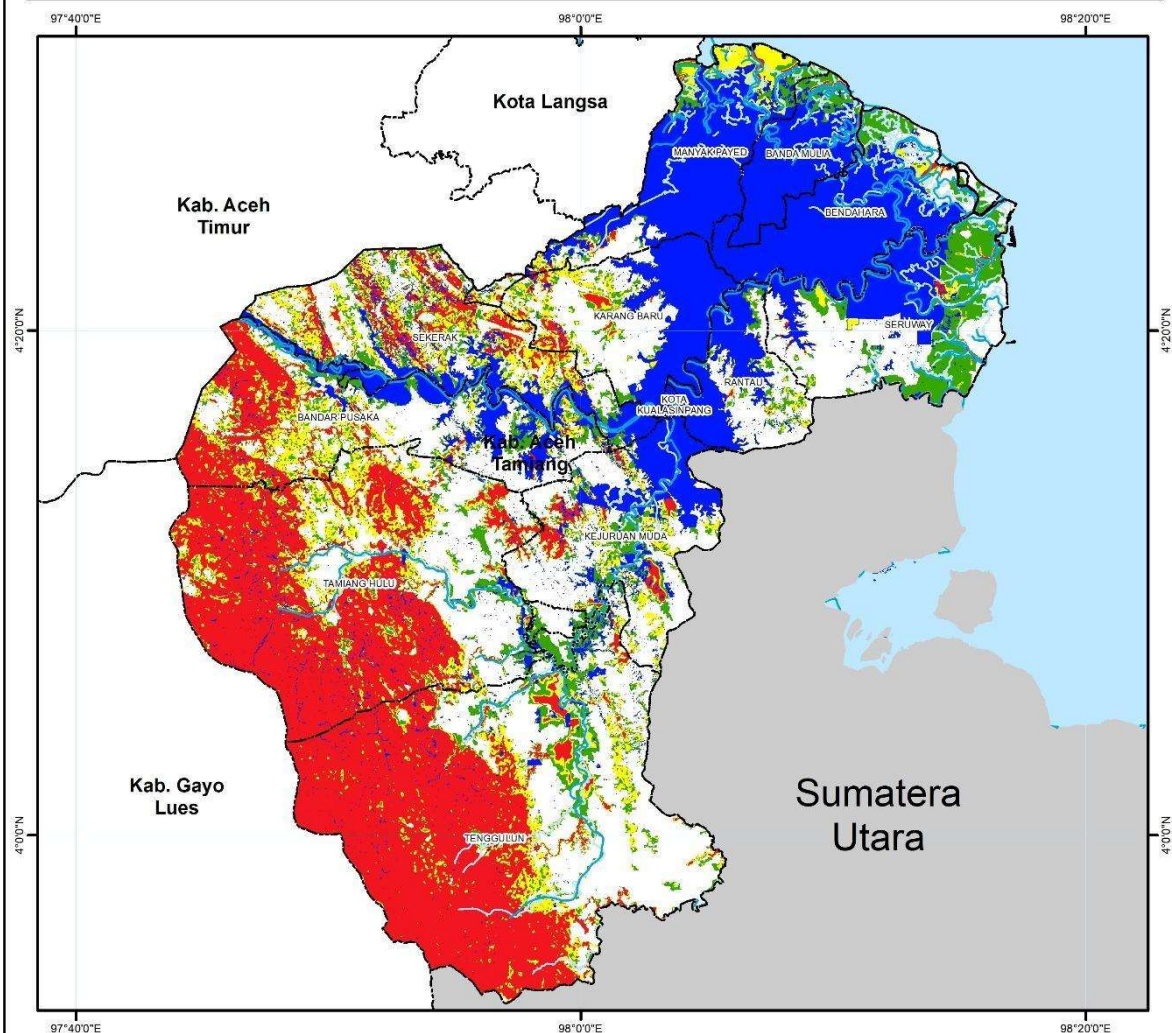 97°40'0"E 98°0'0"E 98°20'0"E
Kota Langsa
MANYAK PAYED BANDA MULIA
Kab. Aceh
Timur
BENDAHARA
4°20'0"N 4°20'0"N
KARANG BARU
SERUWAY
SEKERAK
RANTAU
KOTA
KUALASINPANG
BANDAR PUSAKA
Kab. Aceh
Tamiang
KEJURUAN MUDA
TAMIANG HULU
Kab. Gayo
Lues
Sumatera
Utara
4°0'0"N 4°0'0"N
TENGGULUN
97°40'0"E 98°0'0"E 98°20'0"E